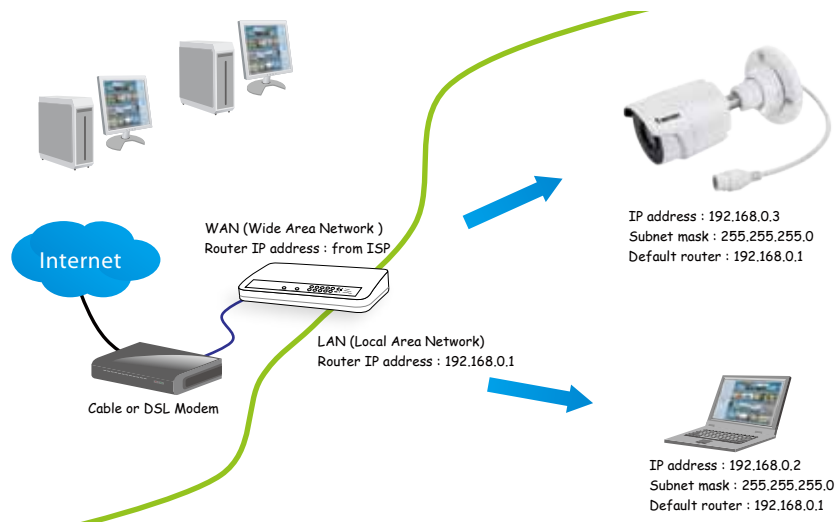 WAN (Wide Area Network )
Router IP address : from ISP
Internet
Cable or DSL Modem
LAN (Local Area Network)
Router IP address : 192.168.0.1
IP address : 192.168.0.3
Subnet mask : 255.255.255.0
Default router : 192.168.0.1
IP address : 192.168.0.2
Subnet mask : 255.255.255.0
Default router : 192.168.0.1